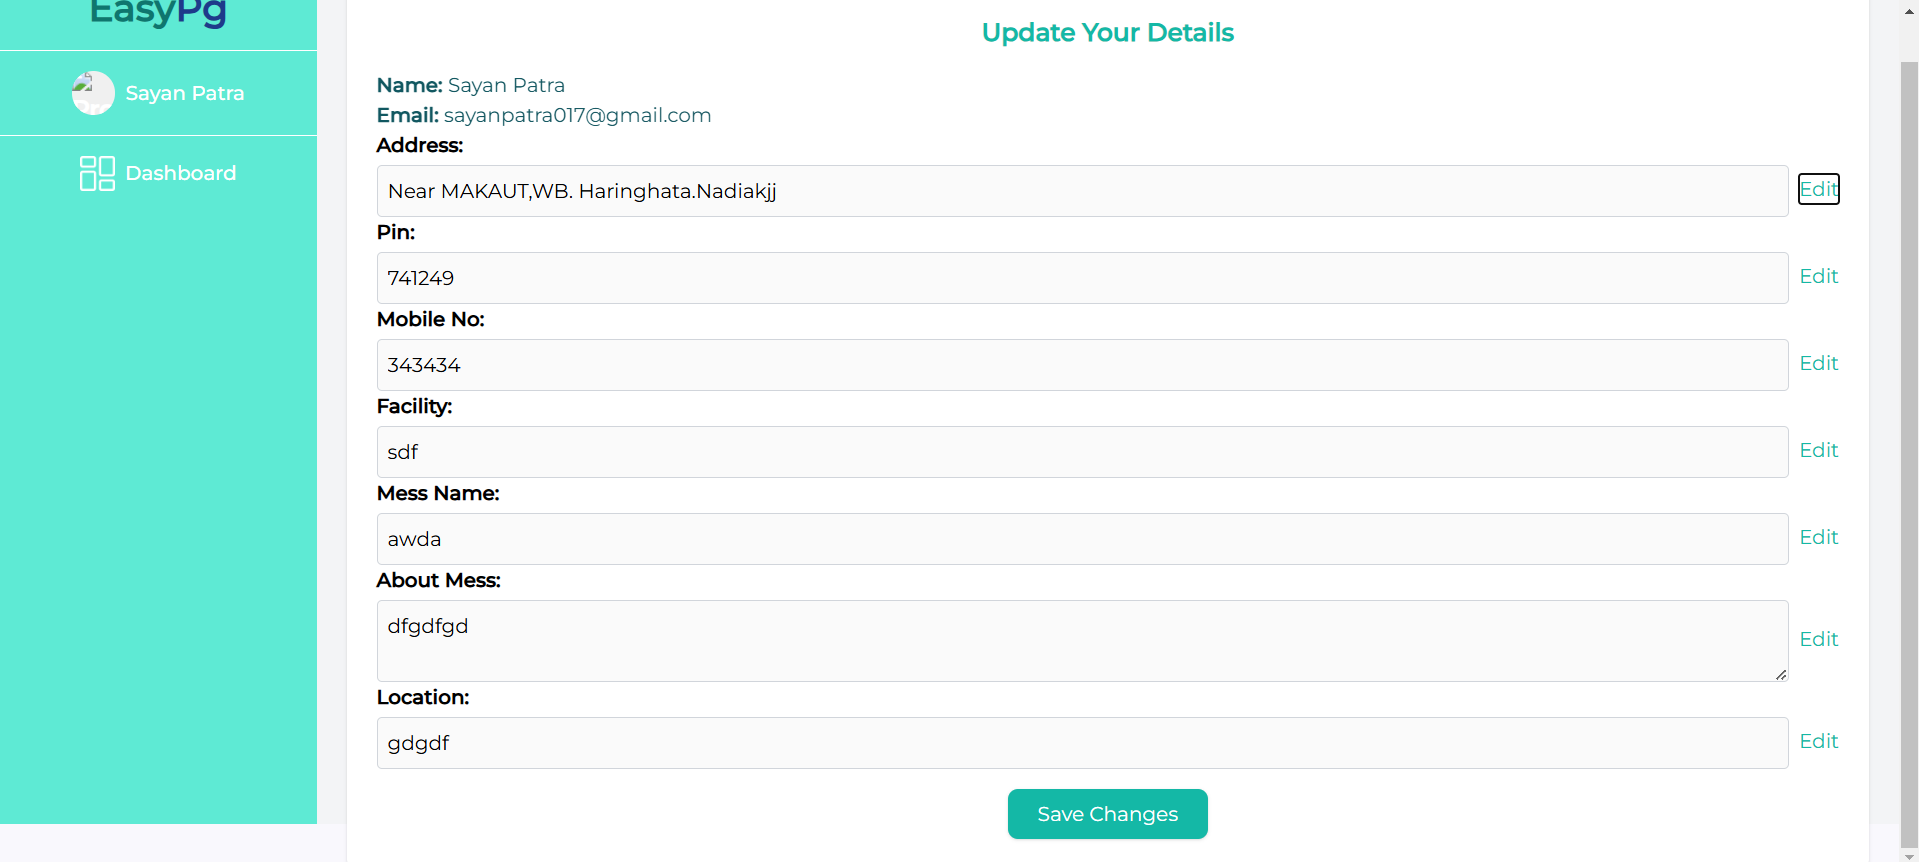 EasyPg
Sayan Patra
Dashboard
Update Your Details
Name: Sayan Patra
Email: sayanpatra017@gmail.com
Address:
Near MAKAUT,WB. Haringhata.Nadiakjj
Edit
Pin:
741249
Edit
Mobile No:
343434
Edit
Facility:
sdf
Edit
Mess Name:
awda
Edit
About Mess:
dfgdfgd
Edit
Location:
gdgdf
Edit
Save Changes